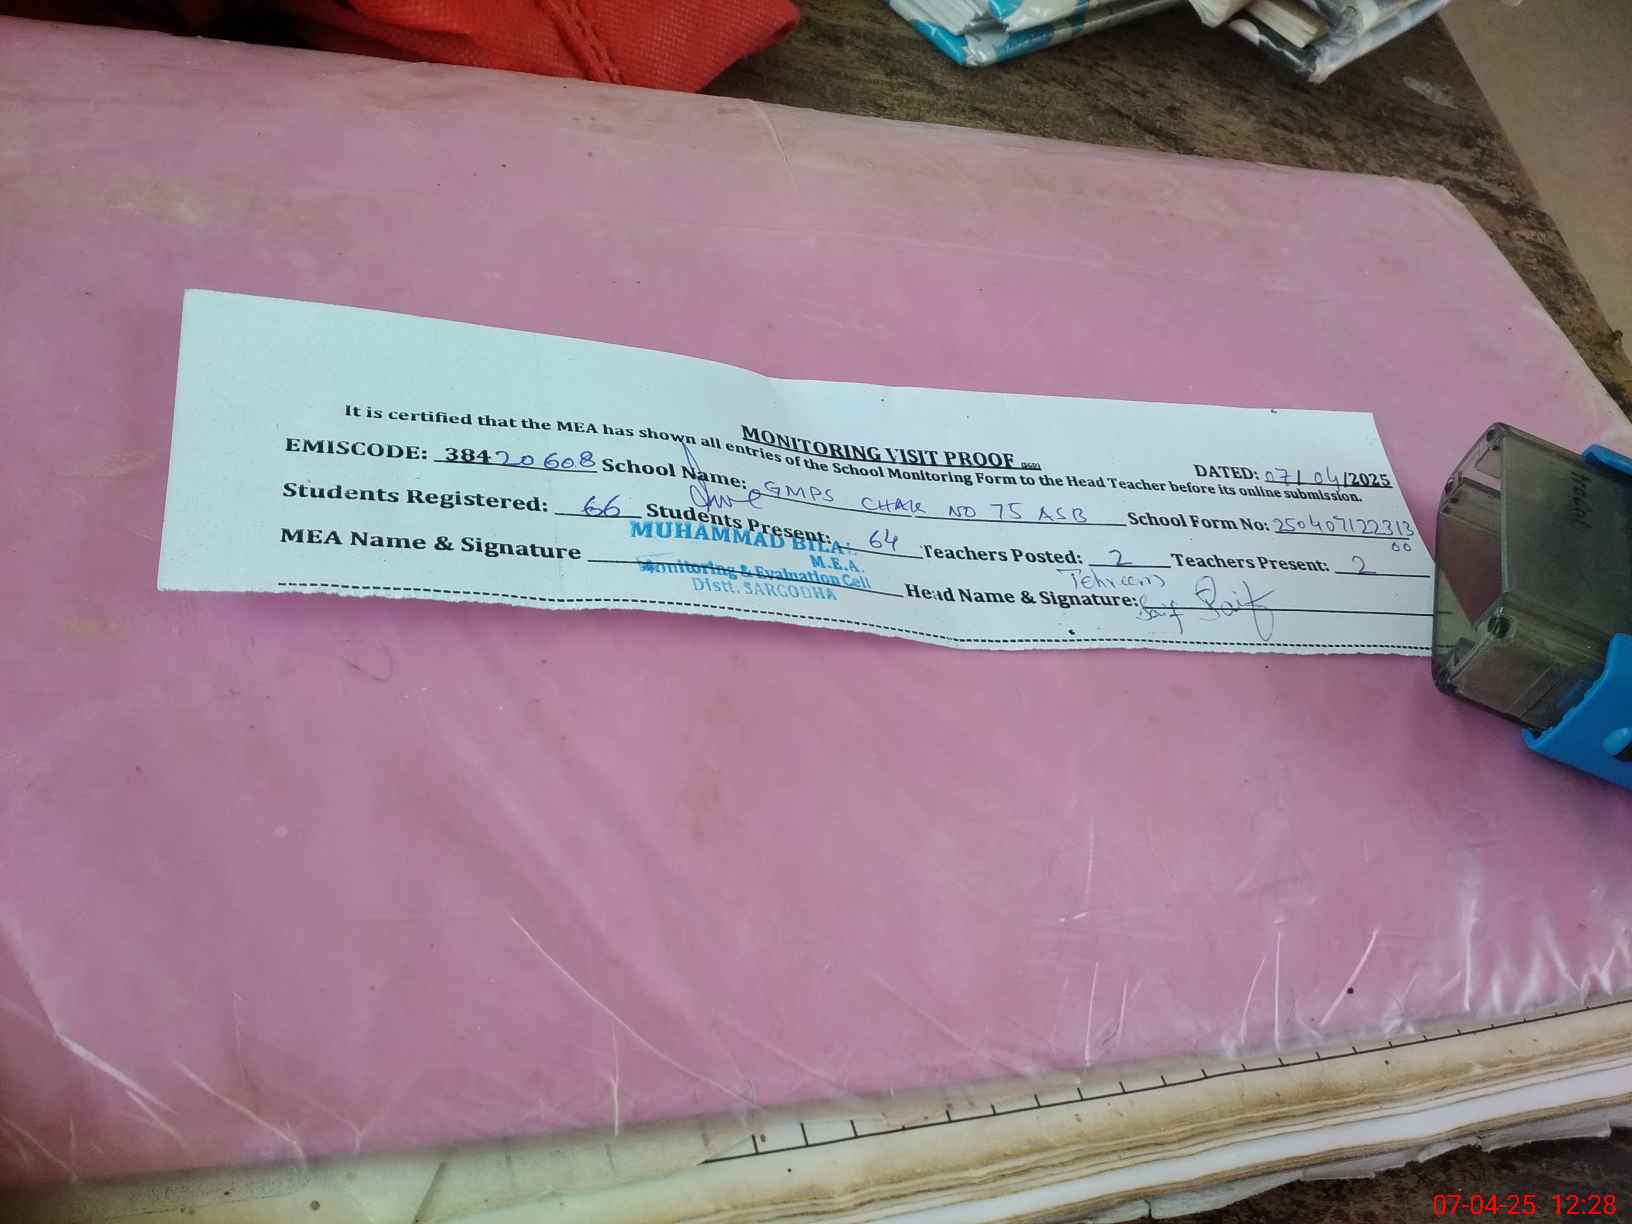 MONITORING VISIT PROOF
DATED: 07/04/2025
It is certified that the MEA has shown all entries of the School Monitoring Form to the Head Teacher before its online submission.
EMISCODE: 38420608 School Name: GMPS CHAK NO 75 ASB School Form No: 25040712231300
Students Registered: 66 Students Present: 64 Teachers Posted: 2 Teachers Present: 2
MEA Name & Signature Head Name & Signature: Saif
MUHAMMAD BILAL
M.E.A.
Monitoring & Evaluation Cell
Distt. SARGODHA
07-04-25 12:28